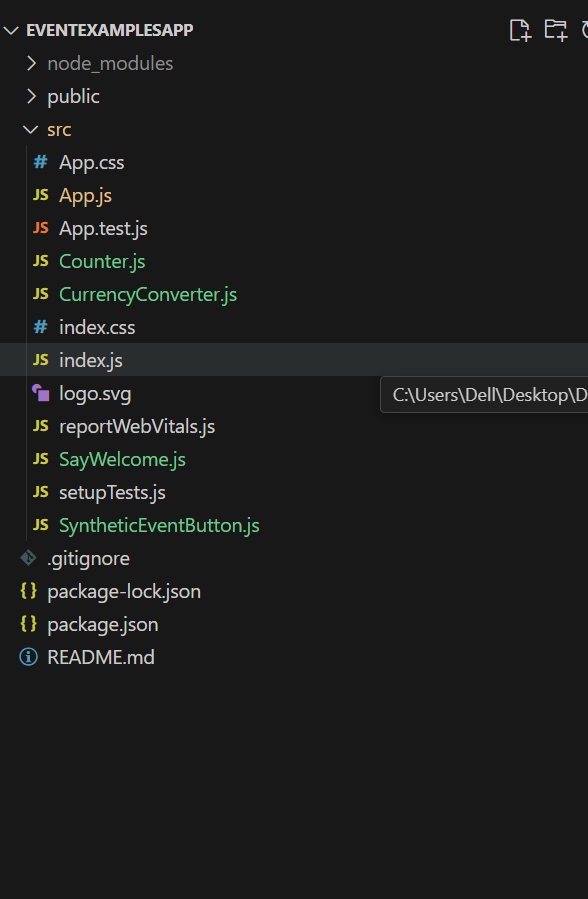 EVENTEXAMPLESAPP
node_modules
public
src
# App.css
JS App.js
JS App.test.js
JS Counter.js
JS CurrencyConverter.js
# index.css
JS index.js
C:\Users\Dell\Desktop\D
logo.svg
JS reportWebVitals.js
JS SayWelcome.js
JS setupTests.js
JS SyntheticEventButton.js
.gitignore
{} package-lock.json
{} package.json
README.md